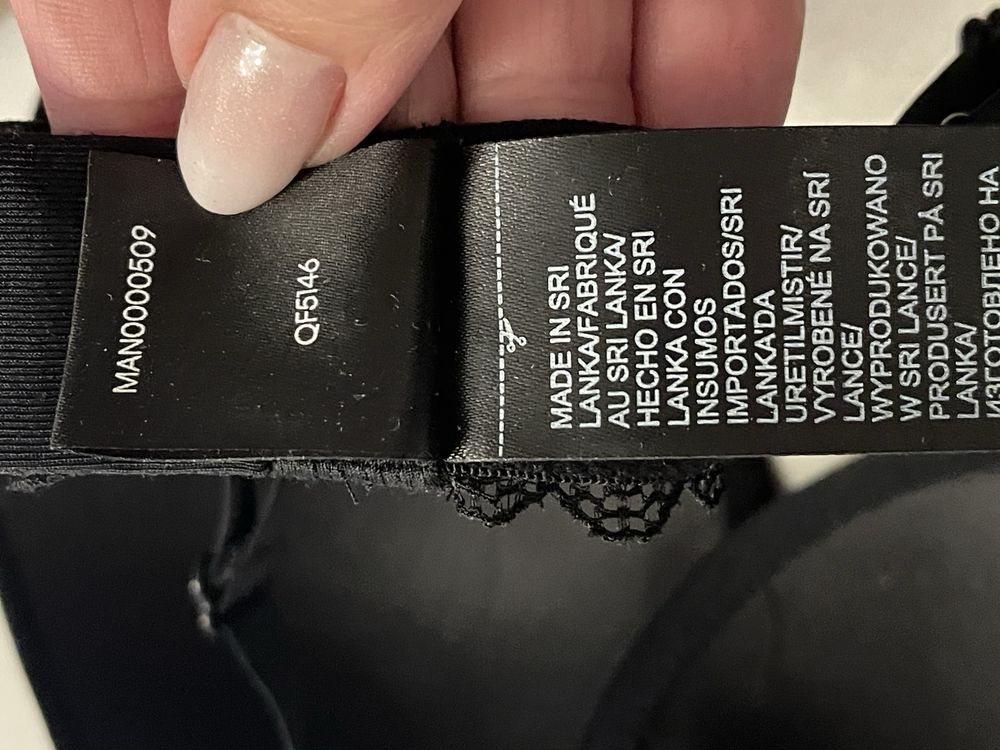 MAN0000509
QF5146
MADE IN SRI
LANKA/FABRIQUÉ
AU SRI LANKA/
HECHO EN SRI
LANKA CON
INSUMOS
IMPORTADOS/SRI
LANKA'DA
URETILMISTIR/
VYROBENÉ NA SRÍ
LANCE/
WYPRODUKOWANO
W SRI LANCE/
PRODUSERT PÅ SRI
LANKA/
ИЗГОТОВЛЕНО НА